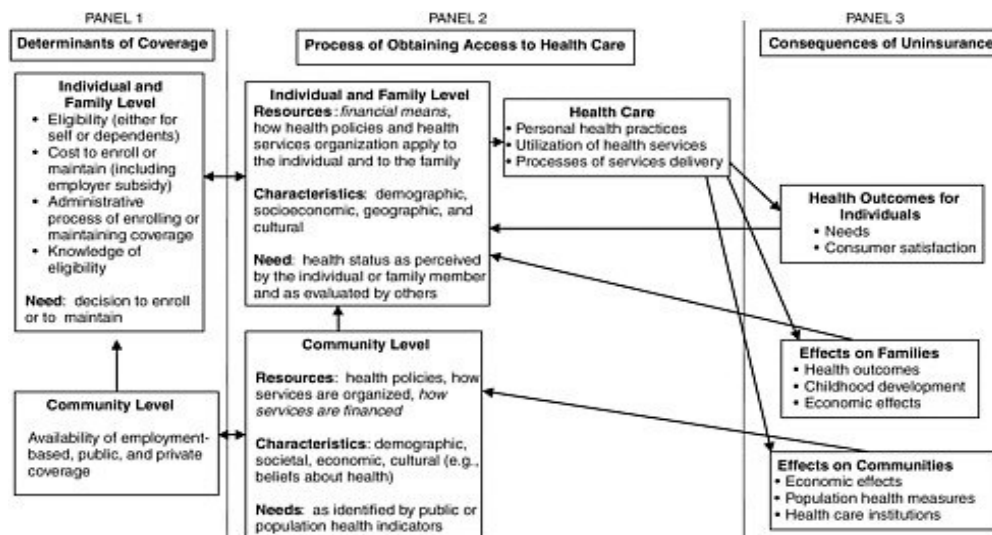 PANEL 1
Determinants of Coverage
Individual and
Family Level
• Eligibility (either for
self or dependents)
• Cost to enroll or
maintain (including
employer subsidy)
• Administrative
process of enrolling or
maintaining coverage
• Knowledge of
eligibility
Need: decision to enroll
or to maintain
Community Level
Availability of employment-
based, public, and private
coverage
PANEL 2
Process of Obtaining Access to Health Care
Individual and Family Level
Resources: financial means,
how health policies and health
services organization apply to
the individual and to the family
Characteristics: demographic,
socioeconomic, geographic, and
cultural
Need: health status as perceived
by the individual or family member
and as evaluated by others
Community Level
Resources: health policies, how
services are organized, how
services are financed
Characteristics: demographic,
societal, economic, cultural (e.g.,
beliefs about health)
Needs: as identified by public or
population health indicators
Health Care
• Personal health practices
• Utilization of health services
• Processes of services delivery
PANEL 3
Consequences of Uninsurance
Health Outcomes for
Individuals
• Needs
• Consumer satisfaction
Effects on Families
• Health outcomes
• Childhood development
• Economic effects
Effects on Communities
• Economic effects
• Population health measures
• Health care institutions